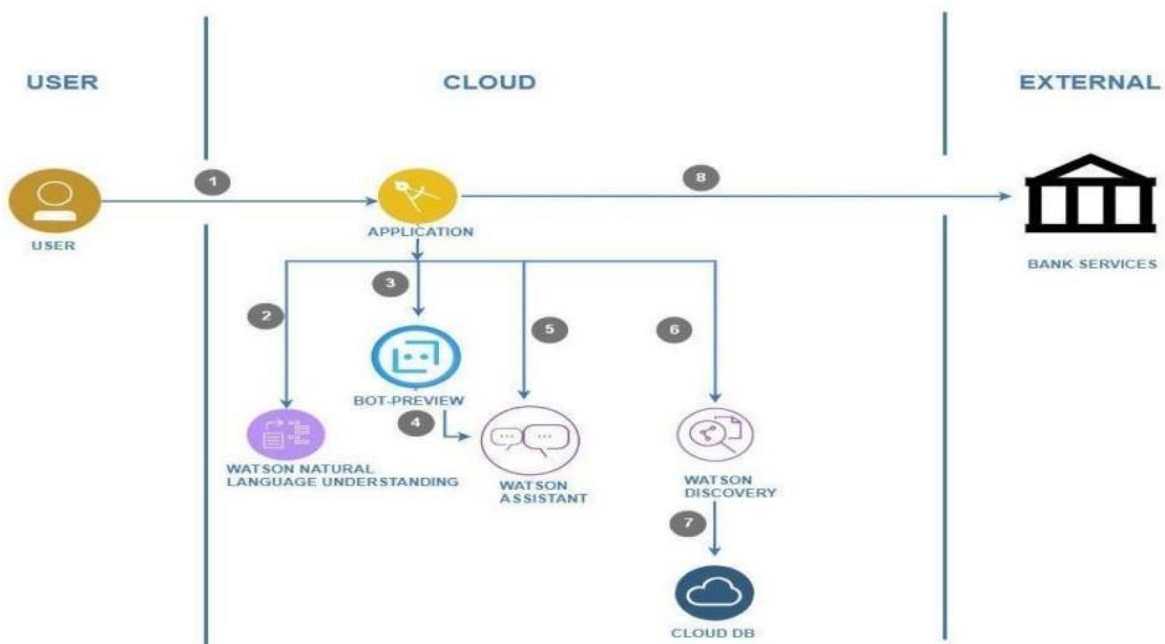 USER
CLOUD
EXTERNAL
1
8
USER
APPLICATION
BANK SERVICES
2
3
5
6
BOT-PREVIEW
4
WATSON NATURAL
LANGUAGE UNDERSTANDING
WATSON
ASSISTANT
WATSON
DISCOVERY
7
CLOUD DB